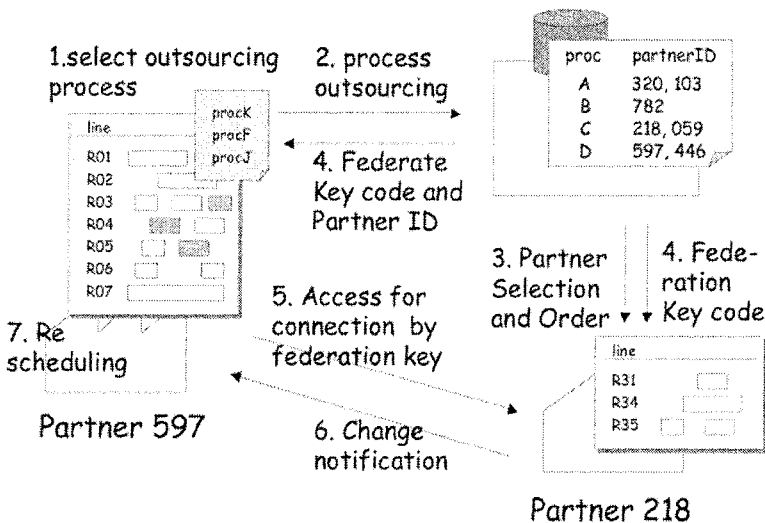 1.select outsourcing
process
2. process
outsourcing
proc partnerID
A 320, 103
B 782
C 218, 059
D 597, 446
line
procK
procF
procJ
R01
R02
R03
R04
R05
R06
R07
4. Federate
Key code and
Partner ID
3. Partner
Selection
and Order
4. Fede-
ration
Key code
5. Access for
connection by
federation key
7. Re
scheduling
line
R31
R34
R35
Partner 597
6. Change
notification
Partner 218